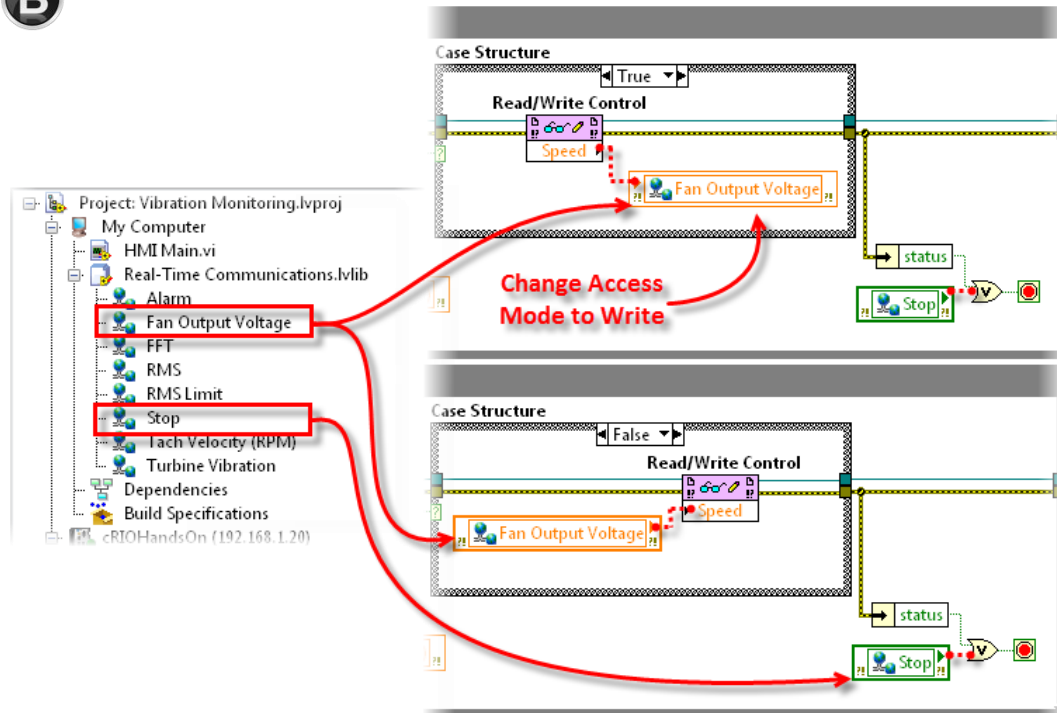 B
Case Structure
True
Read/Write Control
Speed
Fan Output Voltage
Change Access
Mode to Write
status
Stop
Project: Vibration Monitoring.lvproj
My Computer
HMI Main.vi
Real-Time Communications.lvlib
Alarm
Fan Output Voltage
FFT
RMS
RMS Limit
Stop
Tach Velocity (RPM)
Turbine Vibration
Dependencies
Build Specifications
cRIOHandsOn (192.168.1.20)
Case Structure
False
Read/Write Control
Speed
Fan Output Voltage
status
Stop